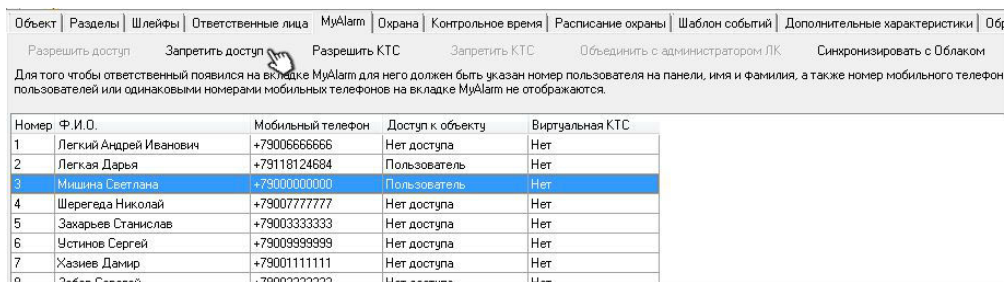 Объект Разделы Шлейфы Ответственные лица MyAlarm Охрана Контрольное время Расписание охраны Шаблон событий Дополнительные характеристики
Разрешить доступ Запретить доступ Разрешить КТС Запретить КТС Объединить с администратором ЛК Синхронизировать с Облаком
Для того чтобы ответственный появился на вкладке MyAlarm для него должен быть указан номер пользователя на панели, имя и фамилия, а также номер мобильного телефон
пользователей или одинаковыми номерами мобильных телефонов на вкладке MyAlarm не отображаются.
Номер Ф.И.О. Мобильный телефон Доступ к объекту Виртуальная КТС
1 Легкий Андрей Иванович +79006666666 Нет доступа Нет
2 Легкая Дарья +79118124684 Пользователь Нет
3 Мишина Светлана +79000000000 Пользователь Нет
4 Шерегеда Николай +79007777777 Нет доступа Нет
5 Захарьев Станислав +79003333333 Нет доступа Нет
6 Устинов Сергей +79009999999 Нет доступа Нет
7 Хазиев Дамир +79001111111 Нет доступа Нет